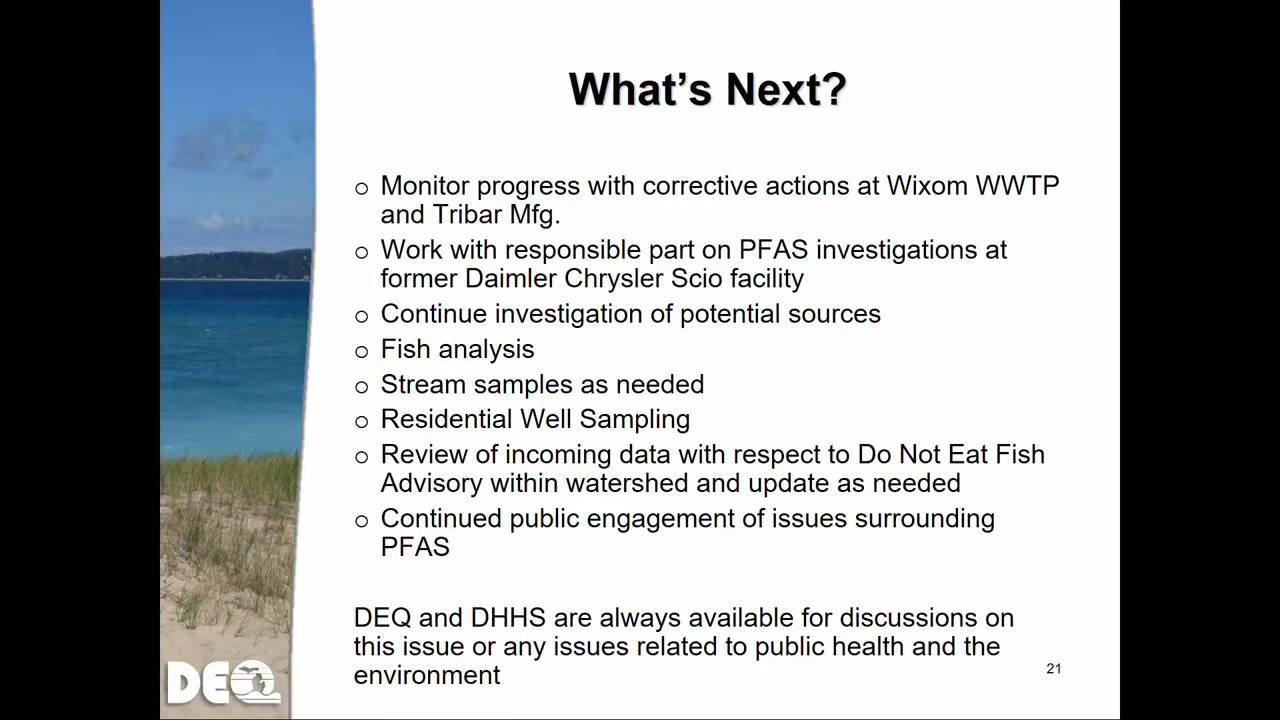 What's Next?
o Monitor progress with corrective actions at Wixom WWTP
and Tribar Mfg.
o Work with responsible part on PFAS investigations at
former Daimler Chrysler Scio facility
o Continue investigation of potential sources
o Fish analysis
o Stream samples as needed
o Residential Well Sampling
o Review of incoming data with respect to Do Not Eat Fish
Advisory within watershed and update as needed
o Continued public engagement of issues surrounding
PFAS
DEQ and DHHS are always available for discussions on
this issue or any issues related to public health and the
environment
21
DEQ